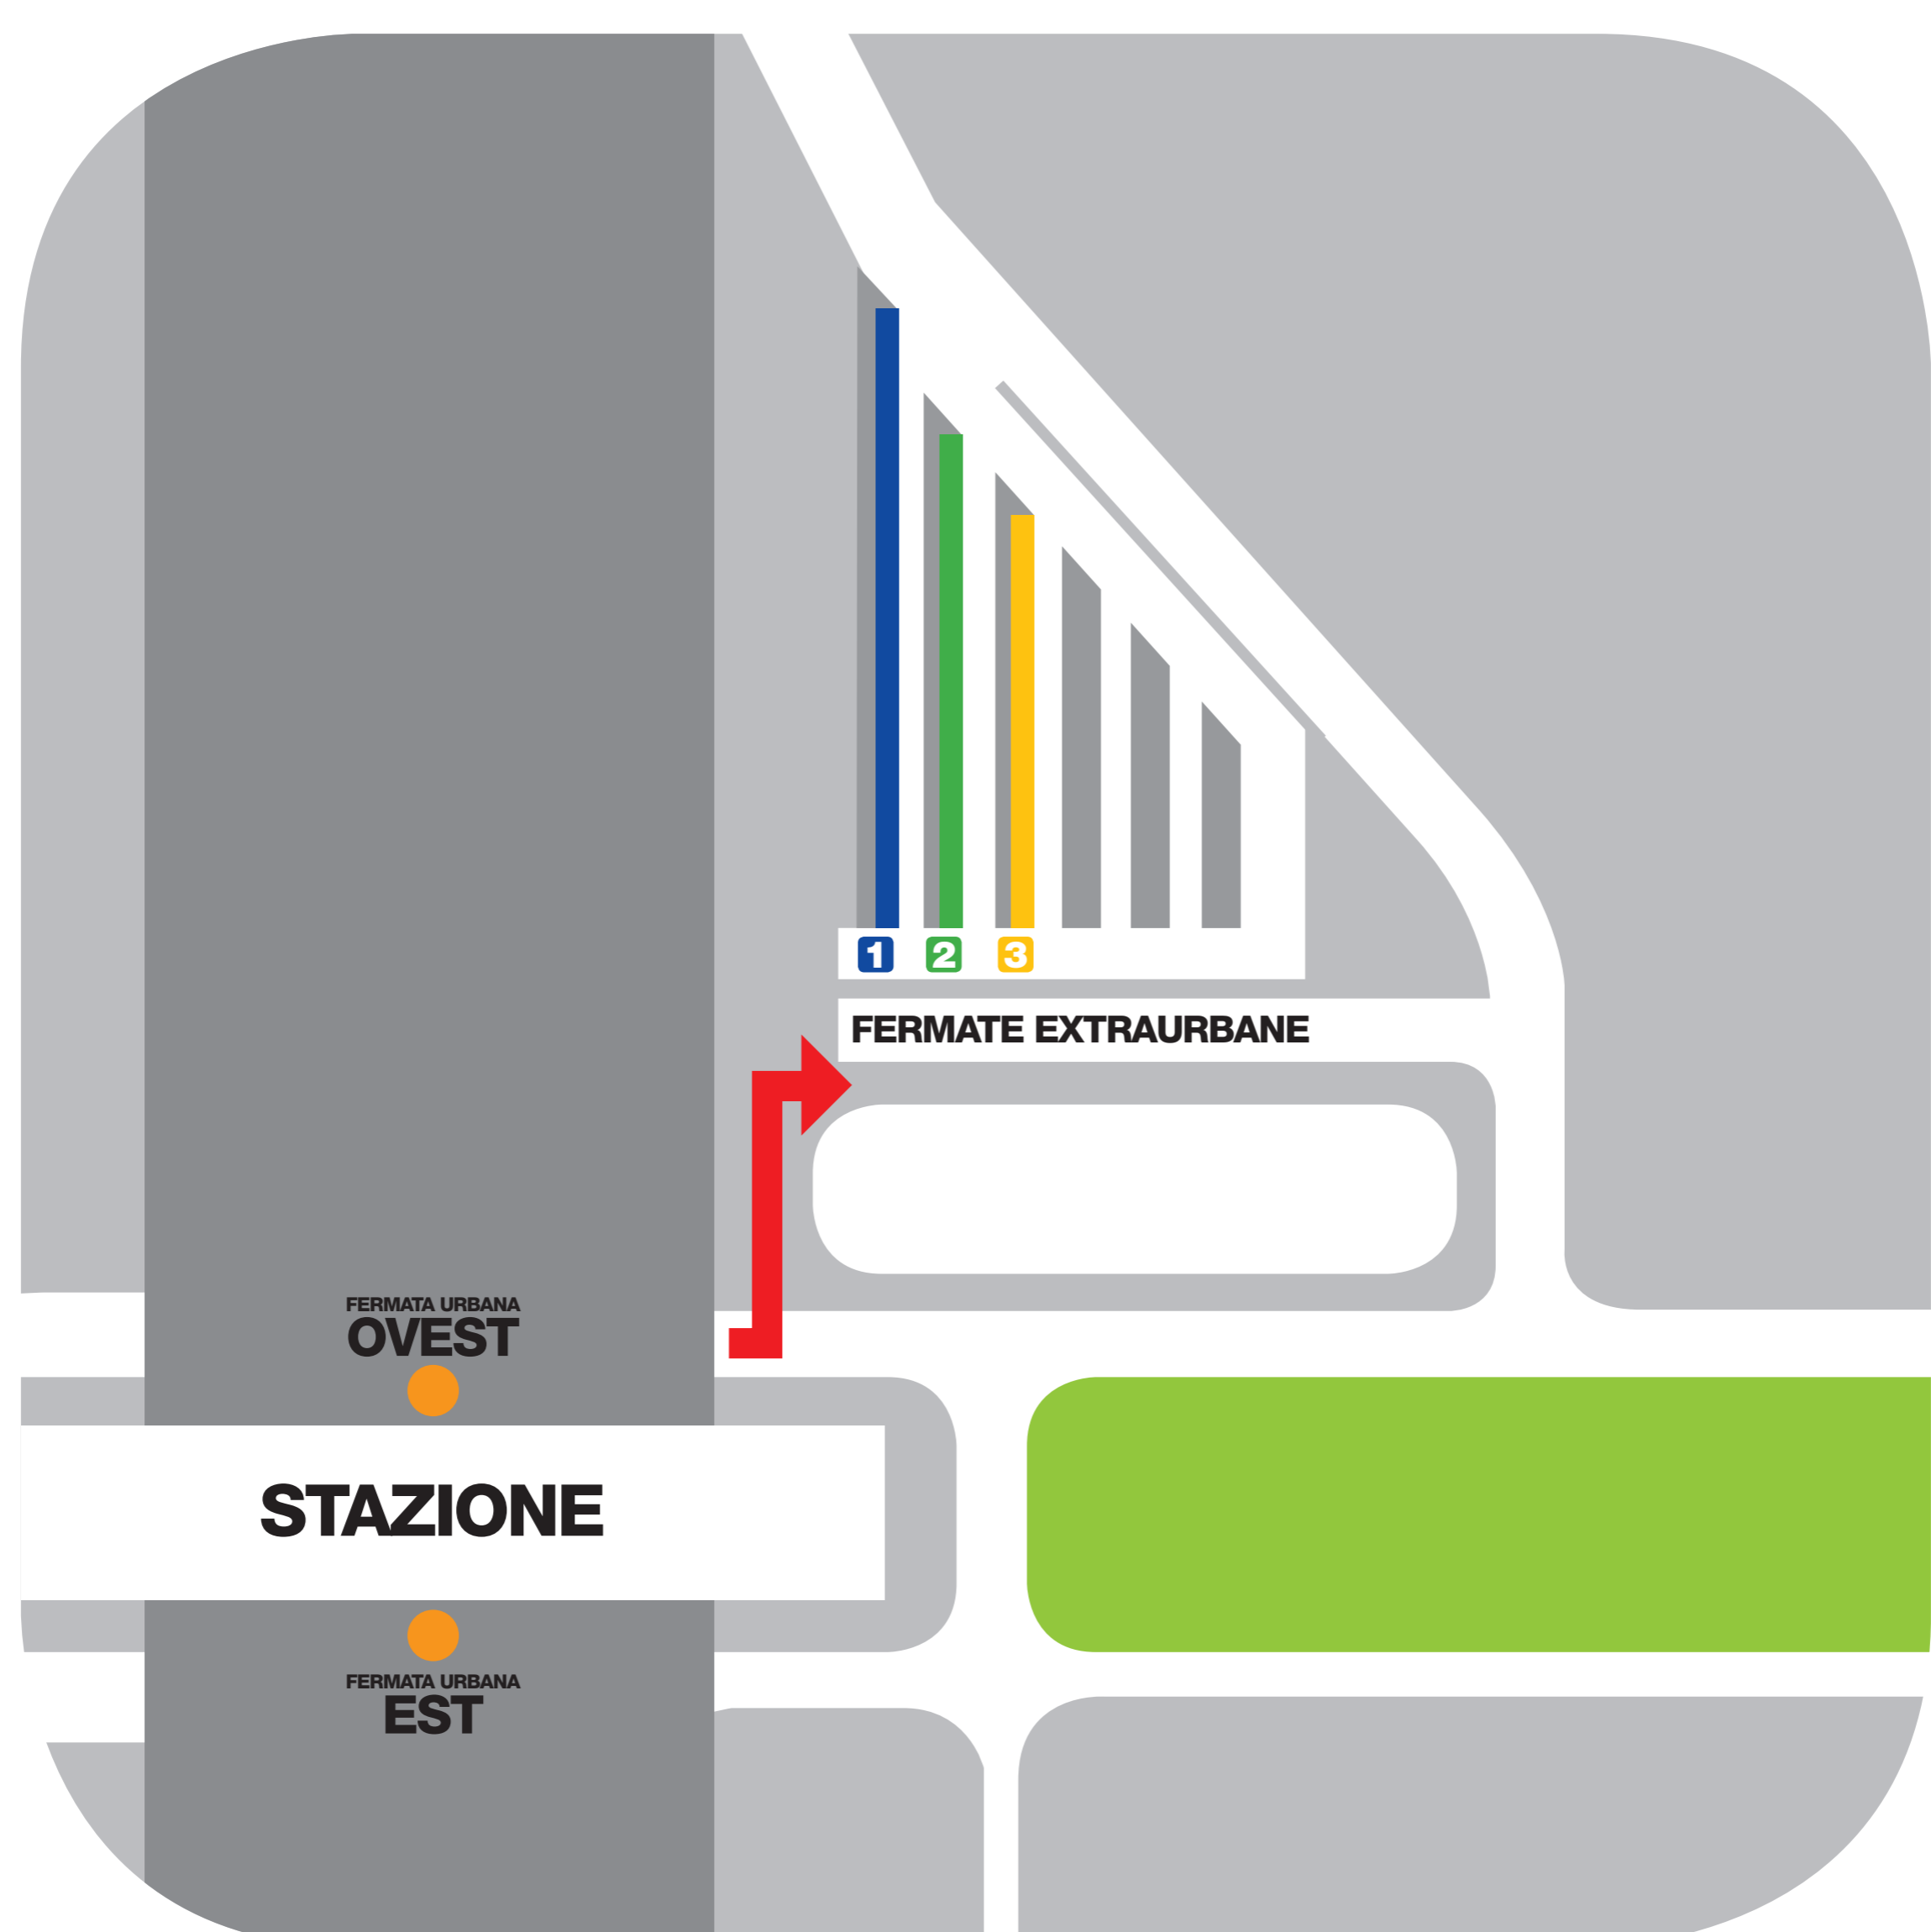 1 2 3
FERMATE EXTRAURBANE
FERMATA URBANA
OVEST
STAZIONE
FERMATA URBANA
EST